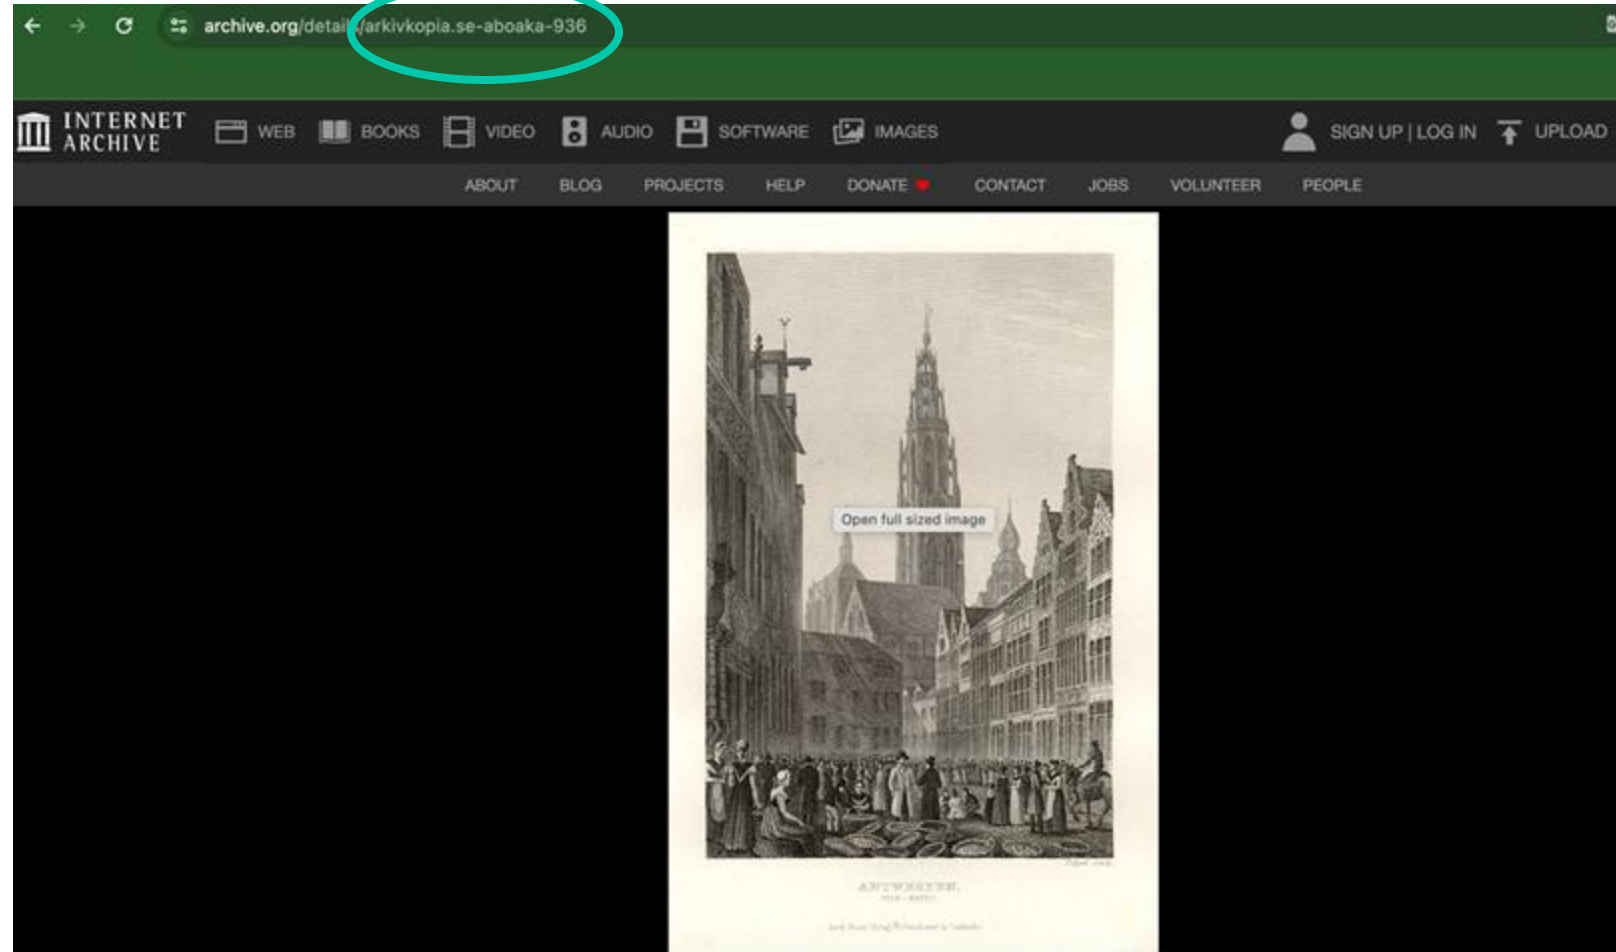 archive.org/details/arkivkopia.se-aboaka-936
INTERNET ARCHIVE
WEB BOOKS VIDEO AUDIO SOFTWARE IMAGES SIGN UP | LOG IN UPLOAD
ABOUT BLOG PROJECTS HELP DONATE CONTACT JOBS VOLUNTEER PEOPLE
Open full sized image
ANTWERPEN.